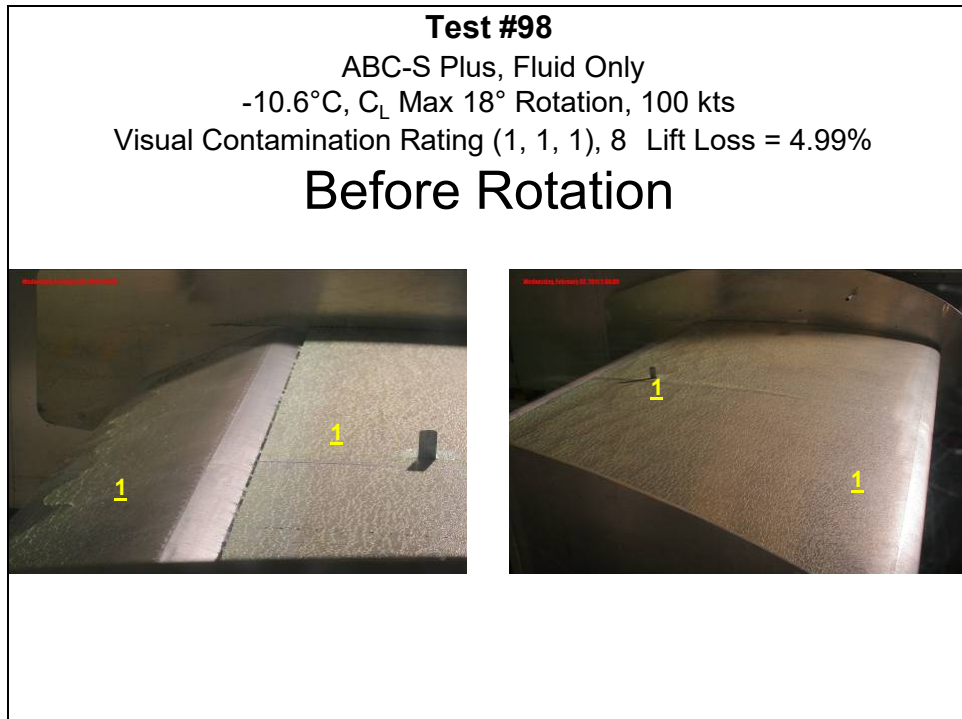 Test #98
ABC-S Plus, Fluid Only
-10.6°C, CL Max 18° Rotation, 100 kts
Visual Contamination Rating (1, 1, 1), 8 Lift Loss = 4.99%
Before Rotation
1
1
1
1